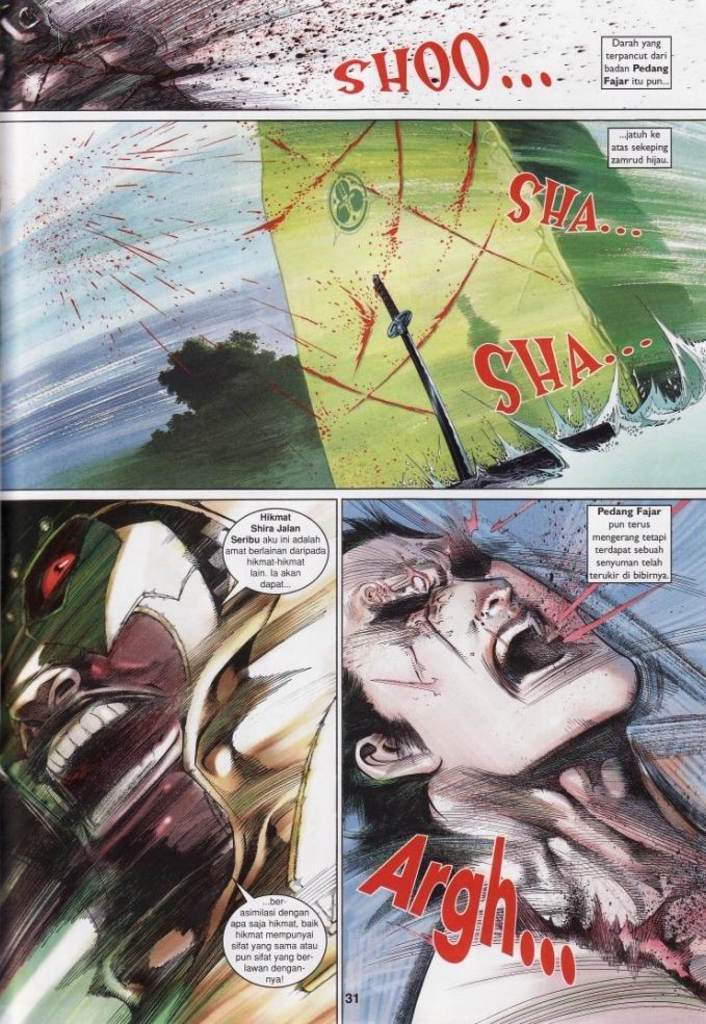 SHOO...
Darah yang
terpancut dari
badan Pedang
Fajar itu pun...
...jatuh ke
atas sekeping
zamrud hijau.
SHA...
SHA...
Hikmat
Shira Jalan
Seribu aku ini adalah
amat berlainan daripada
hikmat-hikmat
lain. Ia akan
dapat...
...ber-
asimilasi dengan
apa saja hikmat, baik
hikmat mempunyai
sifat yang sama atau
pun sifat yang ber-
lawan dengan-
nya!
Pedang Fajar
pun terus
mengerang tetapi
terdapat sebuah
senyuman telah
terukir di bibirnya.
Argh...
31